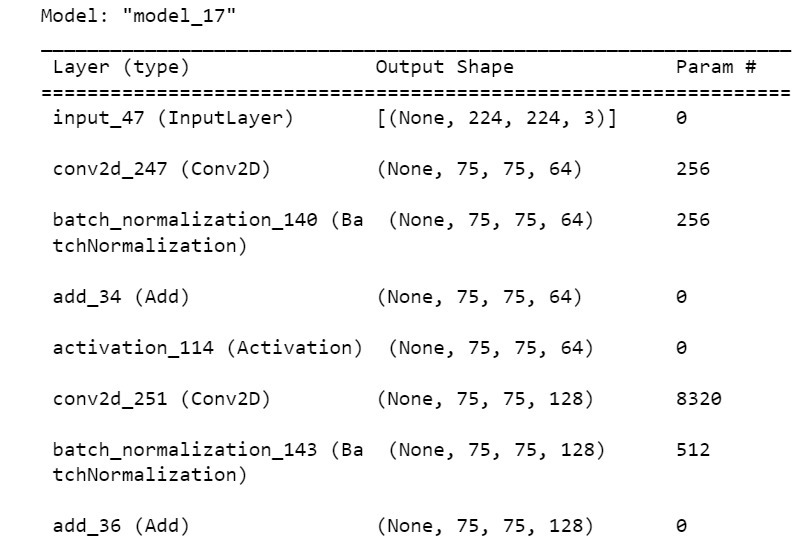 Model: "model_17"
Layer (type) Output Shape Param #
input_47 (InputLayer) [(None, 224, 224, 3)] 0
conv2d_247 (Conv2D) (None, 75, 75, 64) 256
batch_normalization_140 (Ba (None, 75, 75, 64) 256
tchNormalization)
add_34 (Add) (None, 75, 75, 64) 0
activation_114 (Activation) (None, 75, 75, 64) 0
conv2d_251 (Conv2D) (None, 75, 75, 128) 8320
batch_normalization_143 (Ba (None, 75, 75, 128) 512
tchNormalization)
add_36 (Add) (None, 75, 75, 128) 0